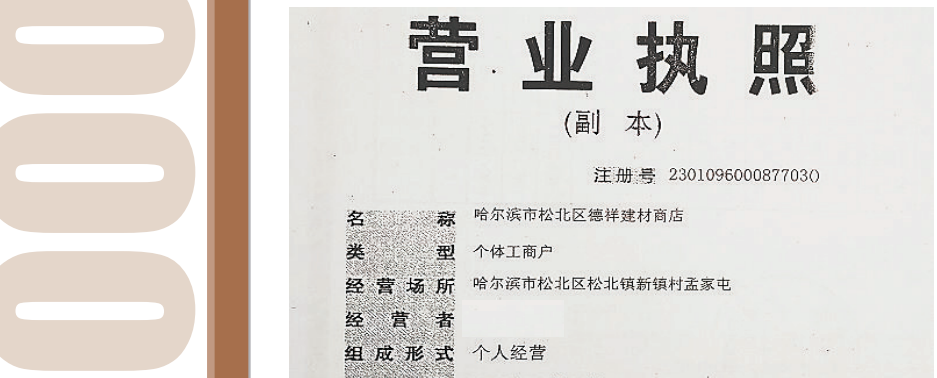 000
营业执照
(副 本)
注册号 230109600087703()
名 称 哈尔滨市松北区德祥建材商店
类 型 个体工商户
经营场所 哈尔滨市松北区松北镇新镇村孟家屯
经 营 者
组成形式 个人经营